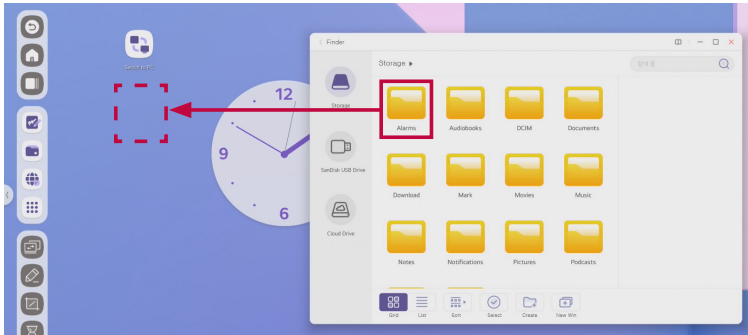 Switch to PC
12
9
6
Finder
Storage
Storage
SanDisk USB Drive
Cloud Drive
Alarms
Audiobooks
DCIM
Documents
Download
Mark
Movies
Music
Notes
Notifications
Pictures
Podcasts
Grid
List
Sort
Select
Create
New Win